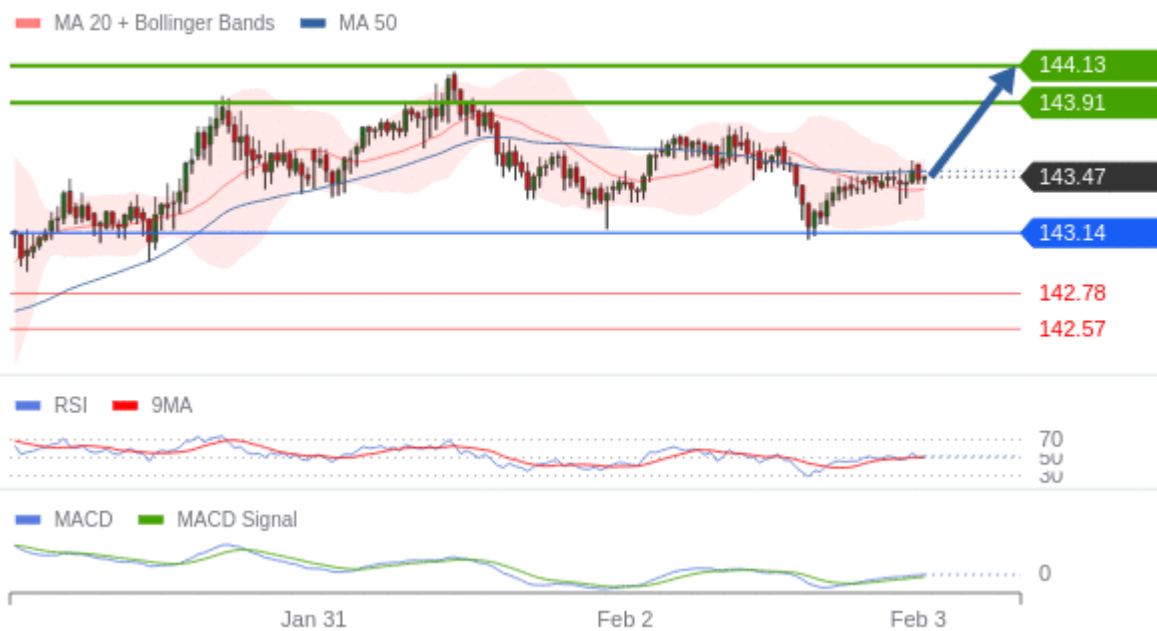 MA 20 + Bollinger Bands MA 50
144.13
143.91
143.47
143.14
142.78
142.57
RSI 9MA
70
50
30
MACD MACD Signal
0
Jan 31 Feb 2 Feb 3